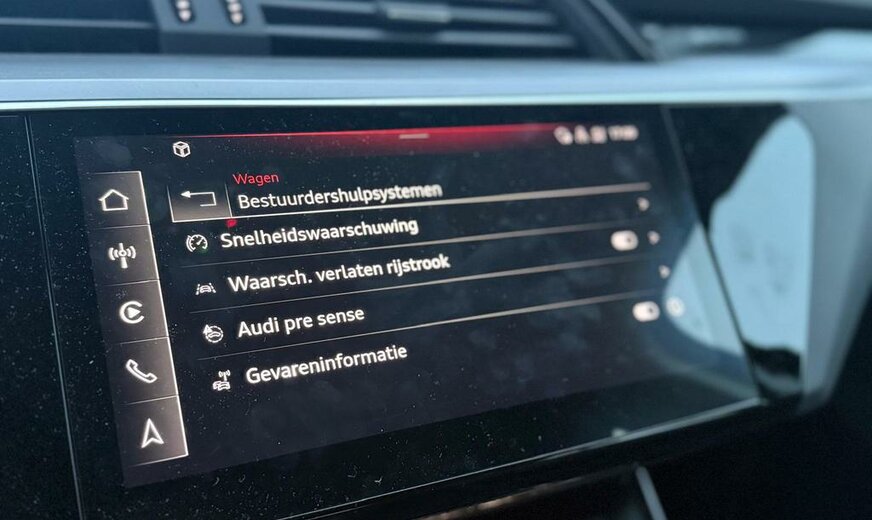 Wagen
Bestuurdershulpsystemen
Snelheidswaarschuwing
Waarsch. verlaten rijstrook
Audi pre sense
Gevareninformatie